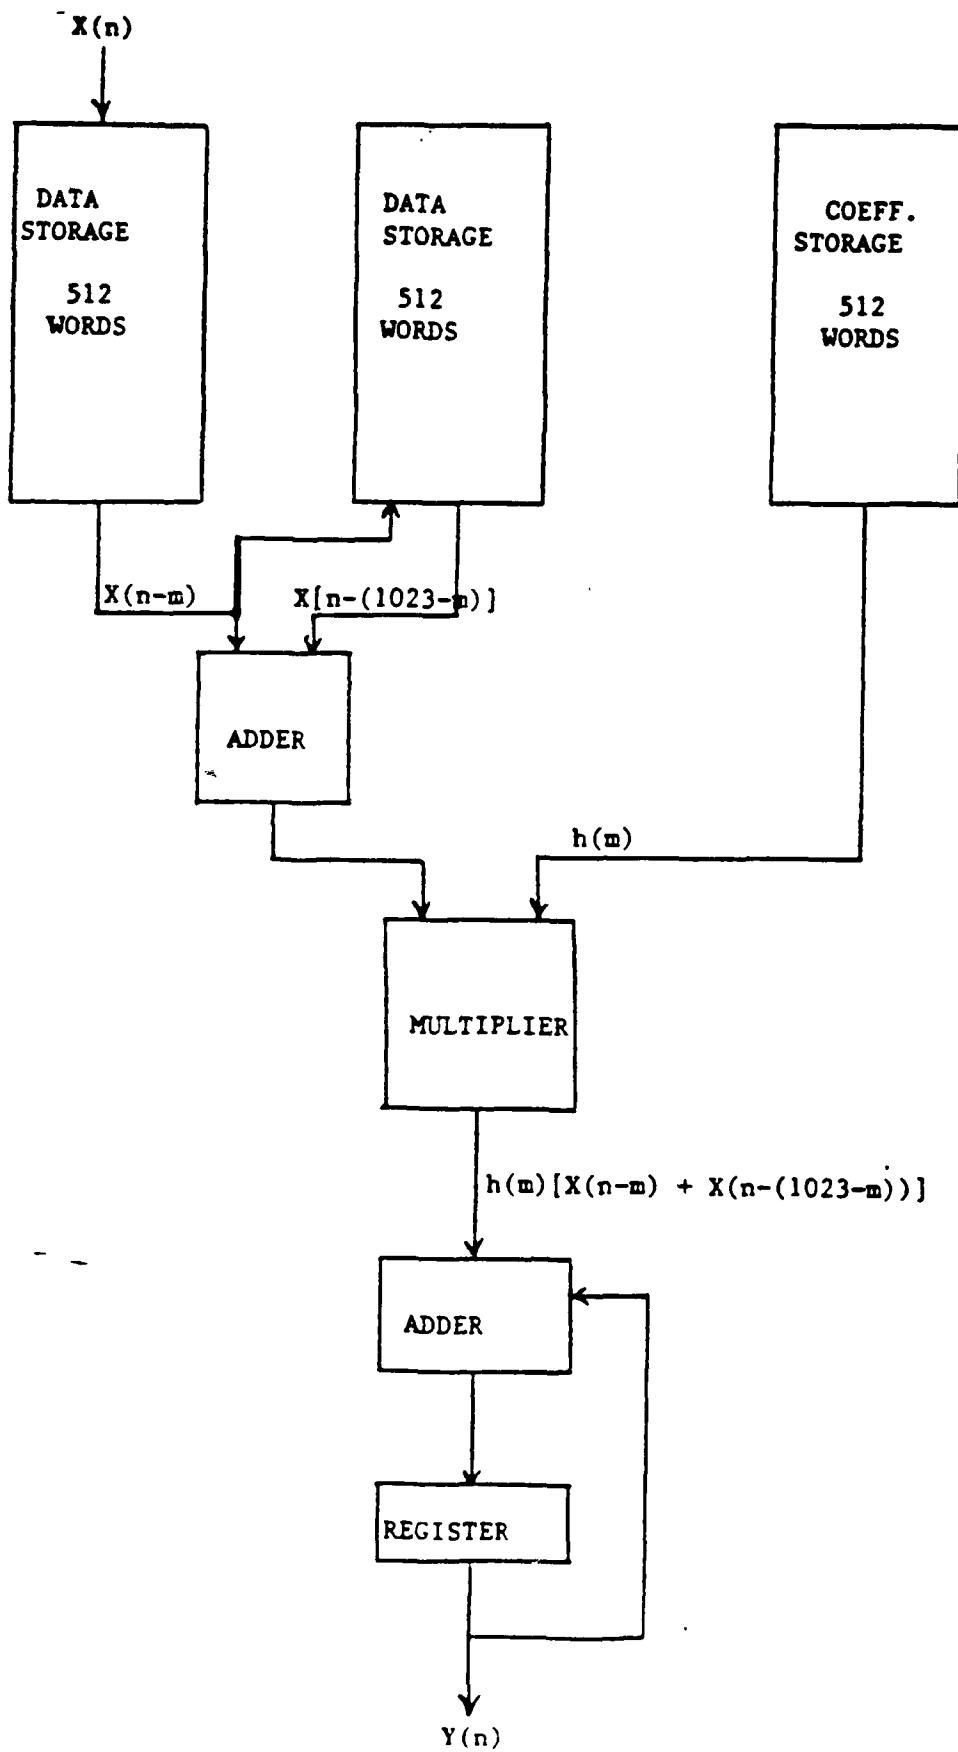 X(n)
DATA
STORAGE
512
WORDS
DATA
STORAGE
512
WORDS
COEFF.
STORAGE
512
WORDS
X(n-m)
X[n-(1023-m)]
ADDER
h(m)
MULTIPLIER
h(m)[X(n-m) + X(n-(1023-m))]
ADDER
REGISTER
Y(n)